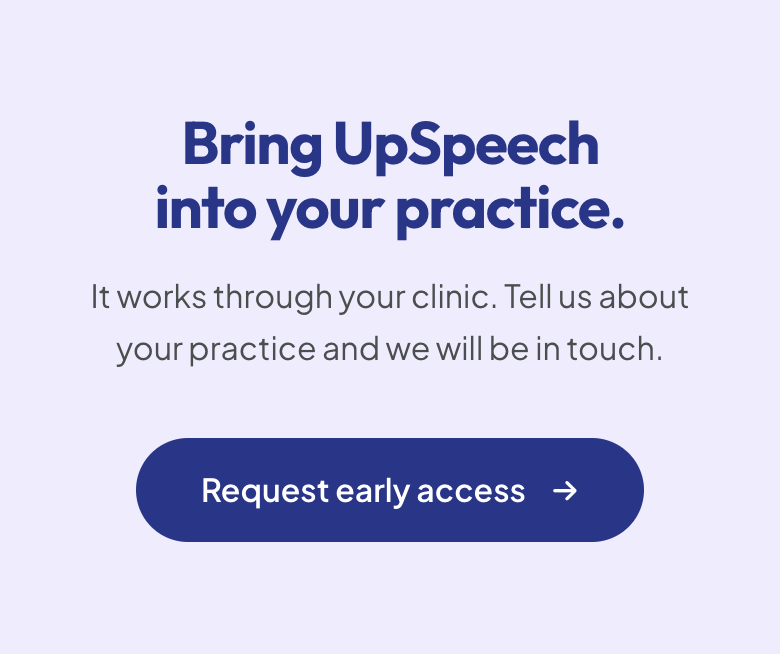 Bring UpSpeech
into your practice.
It works through your clinic. Tell us about
your practice and we will be in touch.
Request early access →